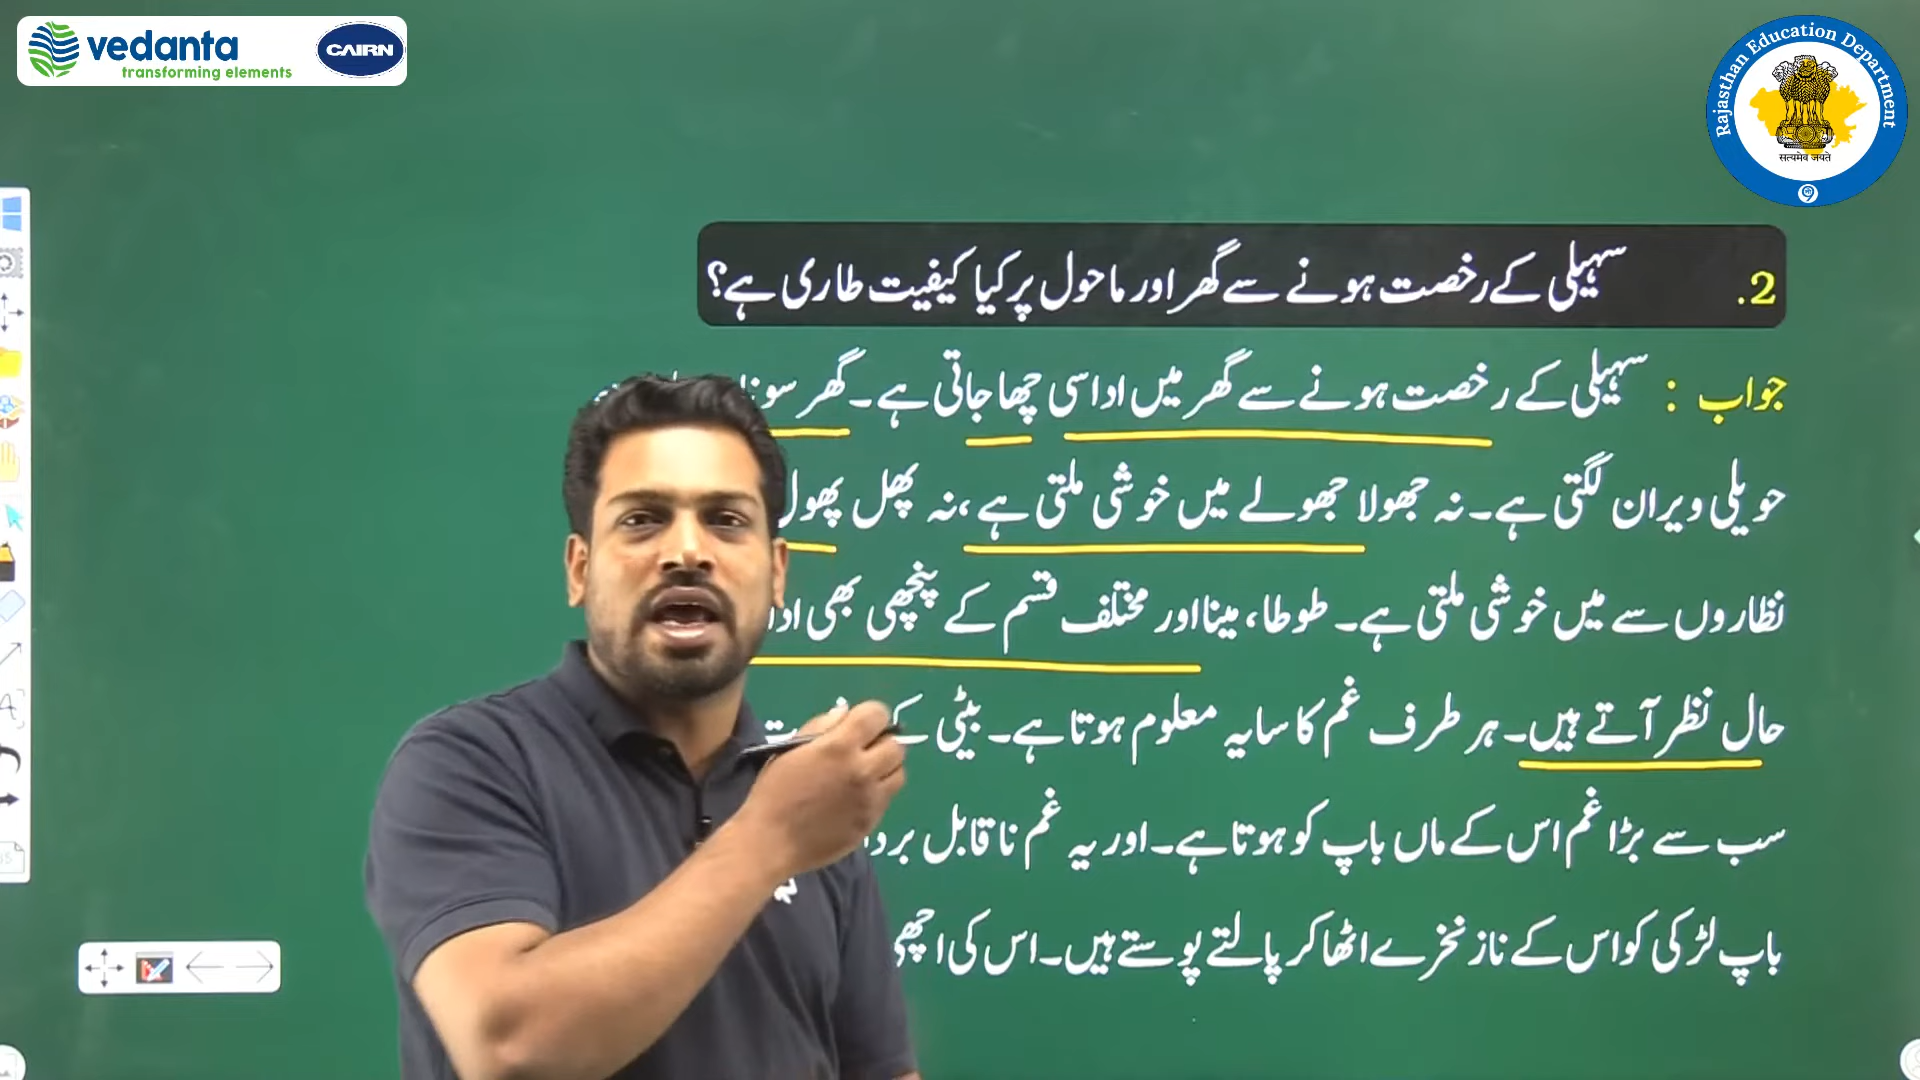 vedanta
transforming elements
CAIRN
Rajasthan Education Department
सत्यमेव जयते
2. سہیلی کے رخصت ہونے سے گھر اور ماحول پر کیا کیفیت طاری ہے؟
جواب : سہیلی کے رخصت ہونے سے گھر میں اداسی چھا جاتی ہے۔ گھر
حویلی ویران لگتی ہے۔ نہ جھولا جھولے میں خوشی ملتی ہے، نہ پھل پھول
نظاروں سے میں خوشی ملتی ہے۔ طوطا، مینا اور مختلف قسم کے پنچھی بھی
حال نظر آتے ہیں۔ ہر طرف غم کا سایہ معلوم ہوتا ہے۔ بیٹی کے
سب سے بڑا غم اس کے ماں باپ کو ہوتا ہے۔ اور یہ غم نا قابل
باپ لڑکی کو اس کے ناز نخرے اٹھا کر پالتے پوستے ہیں۔ اس کی اچھی